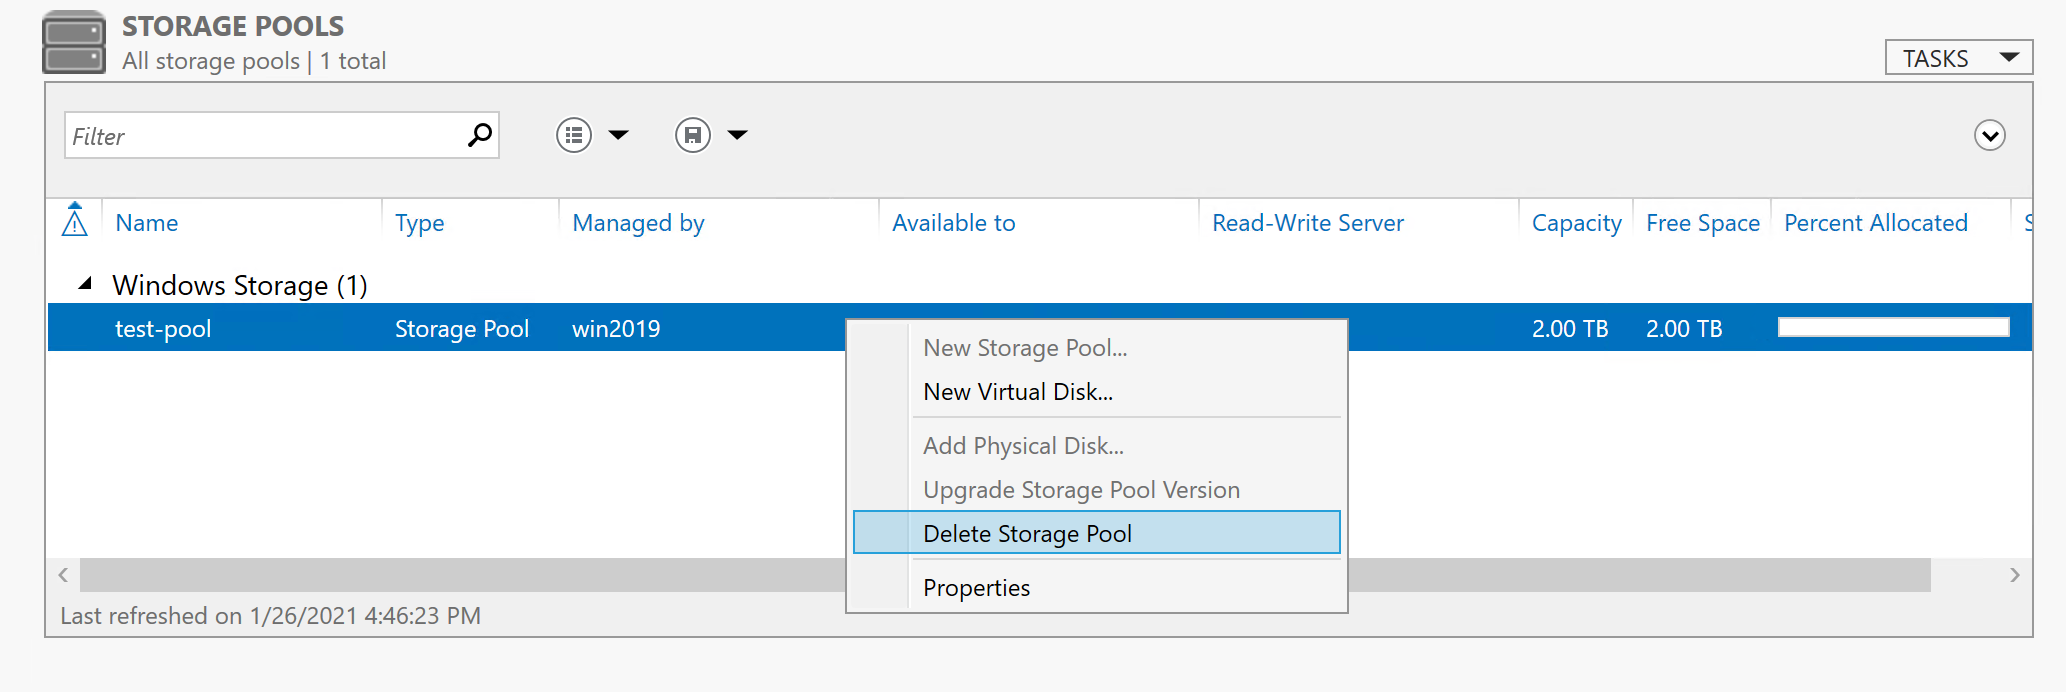 STORAGE POOLS
All storage pools | 1 total
TASKS
Filter
Name Type Managed by Available to Read-Write Server Capacity Free Space Percent Allocated
Windows Storage (1)
test-pool Storage Pool win2019 2.00 TB 2.00 TB
New Storage Pool...
New Virtual Disk...
Add Physical Disk...
Upgrade Storage Pool Version
Delete Storage Pool
Properties
Last refreshed on 1/26/2021 4:46:23 PM